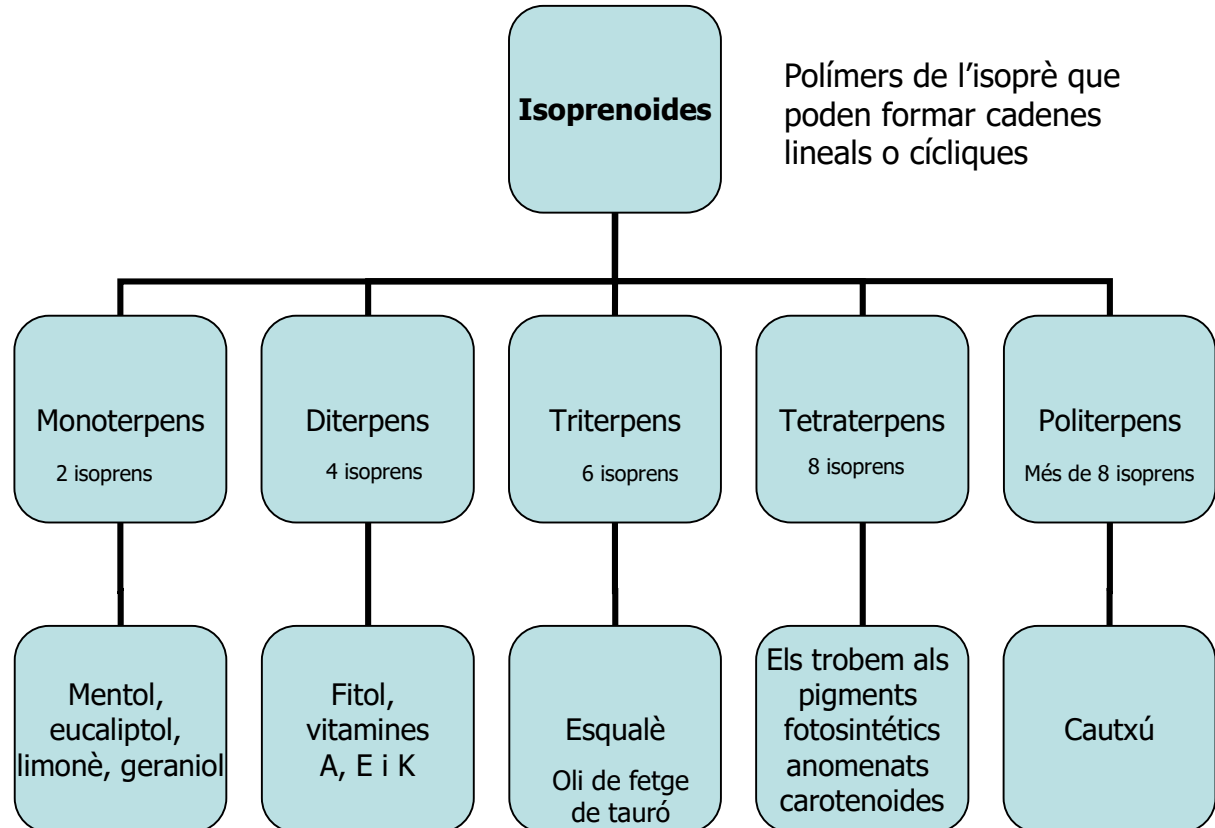 Isoprenoides
Polímers de l’isoprè que
poden formar cadenes
lineals o cícliques
Monoterpens
2 isoprens
Diterpens
4 isoprens
Triterpens
6 isoprens
Tetraterpens
8 isoprens
Politerpens
Més de 8 isoprens
Mentol,
eucaliptol,
limonè, geraniol
Fitol,
vitamines
A, E i K
Esqualè
Oli de fetge
de tauró
Els trobem als
pigments
fotosintétics
anomenats
carotenoides
Cautxú